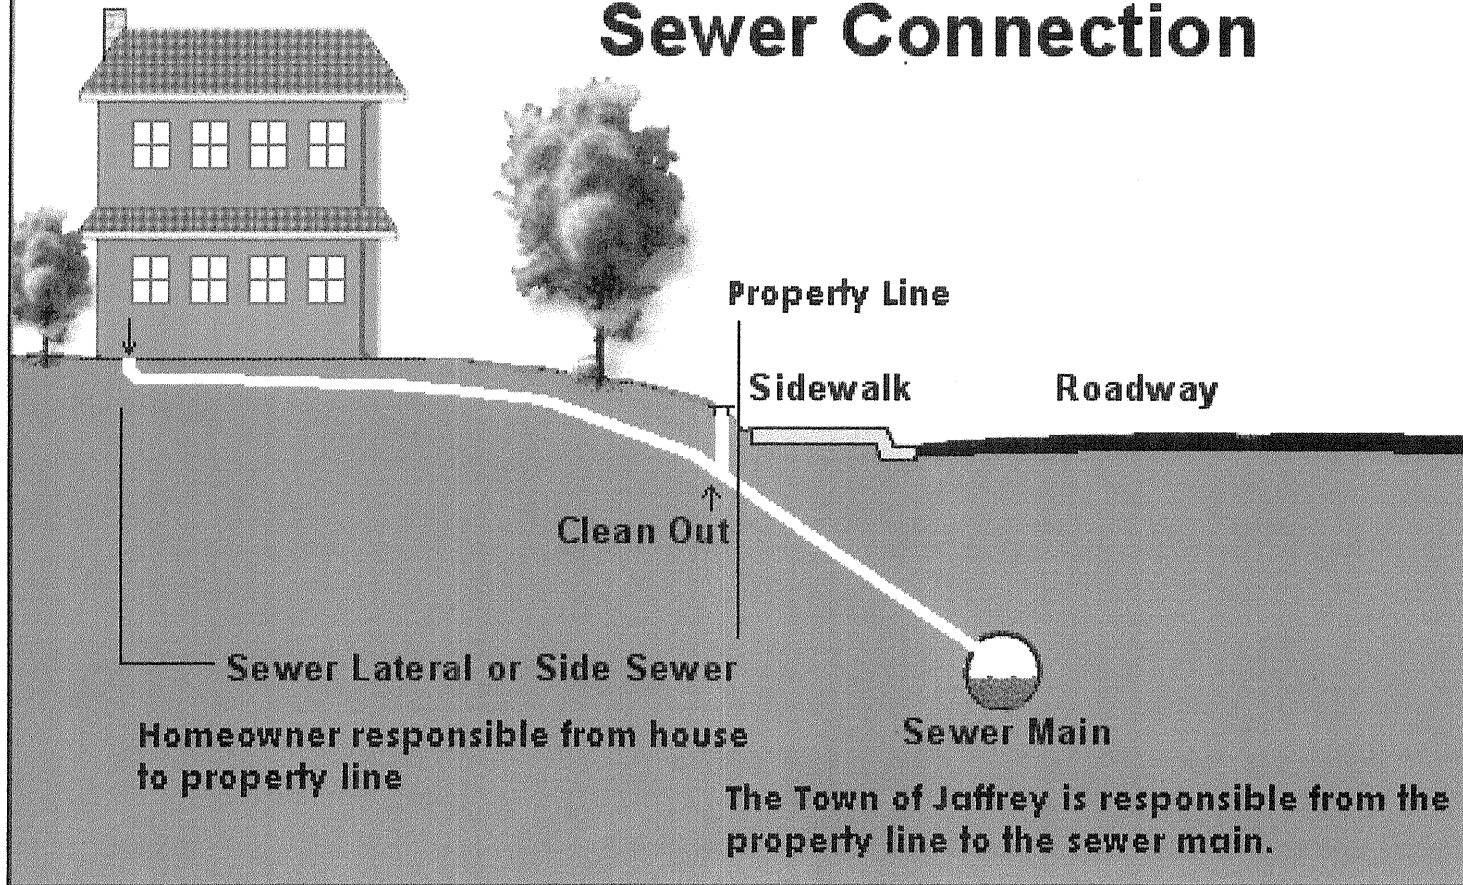 Sewer Connection
Property Line
Sidewalk
Roadway
Clean Out
Sewer Lateral or Side Sewer
Homeowner responsible from house
to property line
Sewer Main
The Town of Jaffrey is responsible from the
property line to the sewer main.